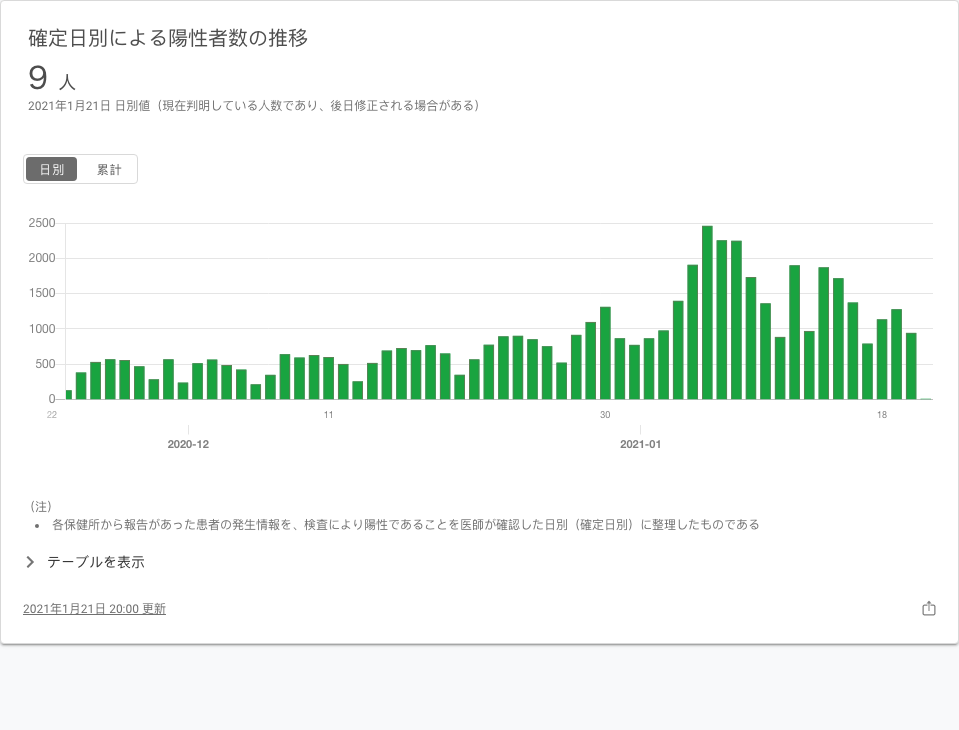 確定日別による陽性者数の推移
9 人
2021年1月21日 日別値（現在判明している人数であり、後日修正される場合がある）
日別 累計
2500
2000
1500
1000
500
0
22 11 30 18
2020-12 2021-01
（注）
• 各保健所から報告があった患者の発生情報を、検査により陽性であることを医師が確認した日別（確定日別）に整理したものである
テーブルを表示
2021年1月21日 20:00 更新